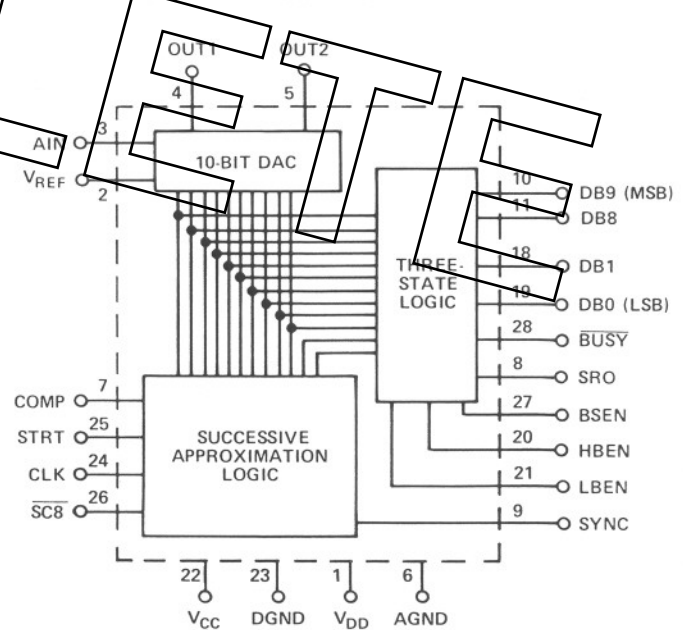 OUT1 OUT2
4 5
3
AIN
10-BIT DAC
VREF
2
10
DB9 (MSB)
11
DB8
18
DB1
THREE-
STATE
LOGIC
19
DB0 (LSB)
28
BUSY
8
SRO
7
COMP
27
BSEN
25
STRT
SUCCESSIVE
APPROXIMATION
LOGIC
20
HBEN
24
CLK
21
LBEN
26
SC8
9
SYNC
22 23 1 6
VCC DGND VDD AGND